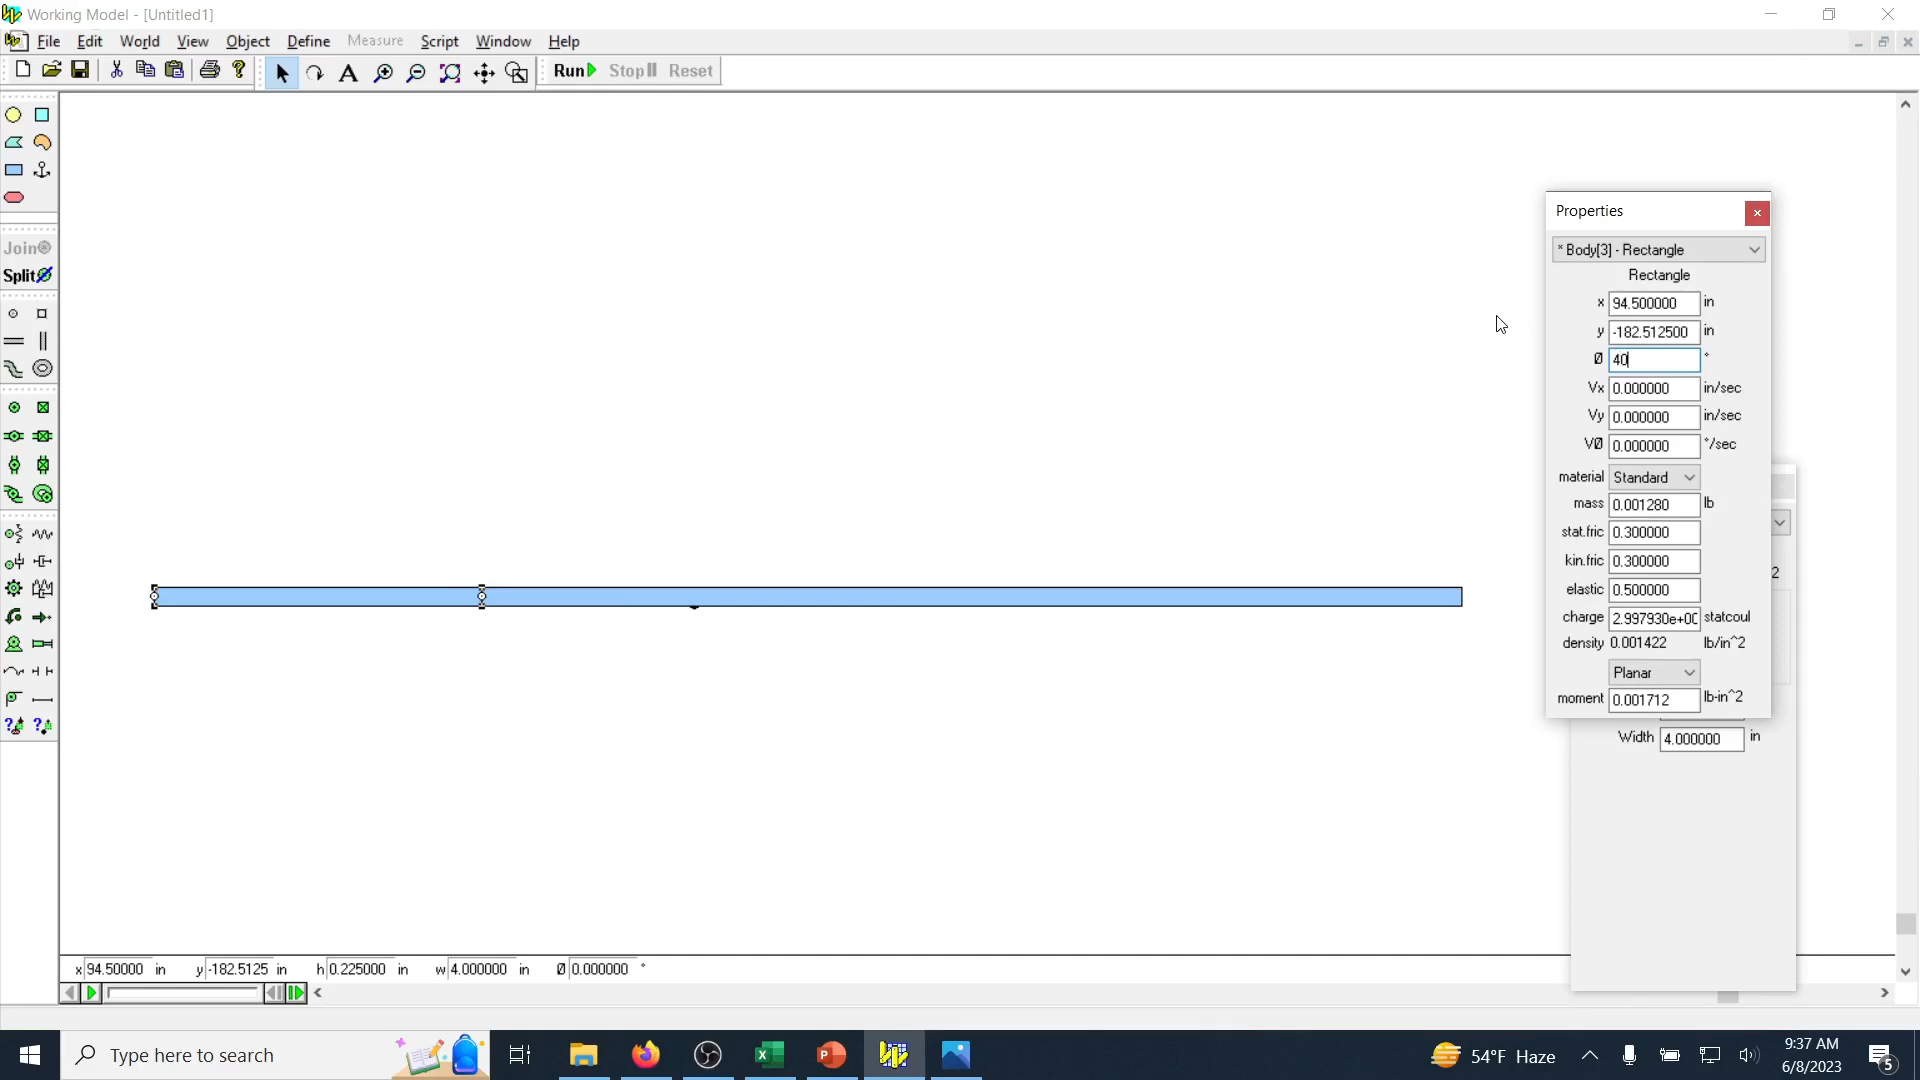 Working Model - [Untitled1]
File Edit World View Object Define Measure Script Window Help
Run Stop Reset
Join
Split
Properties
* Body[3] - Rectangle
Rectangle
x 94.500000 in
y -182.512500 in
Ø 40 °
Vx 0.000000 in/sec
Vy 0.000000 in/sec
VØ 0.000000 °/sec
material Standard
mass 0.001280 lb
stat.fric 0.300000
kin.fric 0.300000
2
elastic 0.500000
charge 2.997930e+0 statcoul
density 0.001422 lb/in^2
Planar
moment 0.001712 lb-in^2
Width 4.000000 in
x 94.50000 in y -182.5125 in h 0.225000 in w 4.000000 in Ø 0.000000 °
Type here to search
54°F Haze
9:37 AM
6/8/2023
5